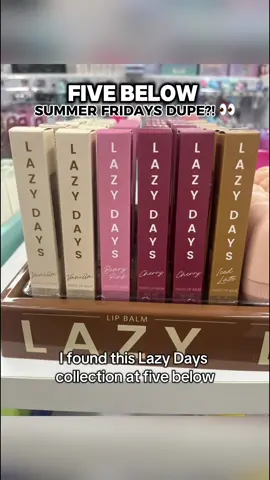 FIVE BELOW
SUMMER FRIDAYS DUPE?! 👀
LAZY DAYS
LAZY DAYS
LAZY DAYS
LAZY DAYS
LAZY DAYS
LAZY DAYS
Vanilla
Vanilla
Cherry
Cherry
Iced Latte
LIP BALM
LAZY
I found this Lazy Days
collection at five below